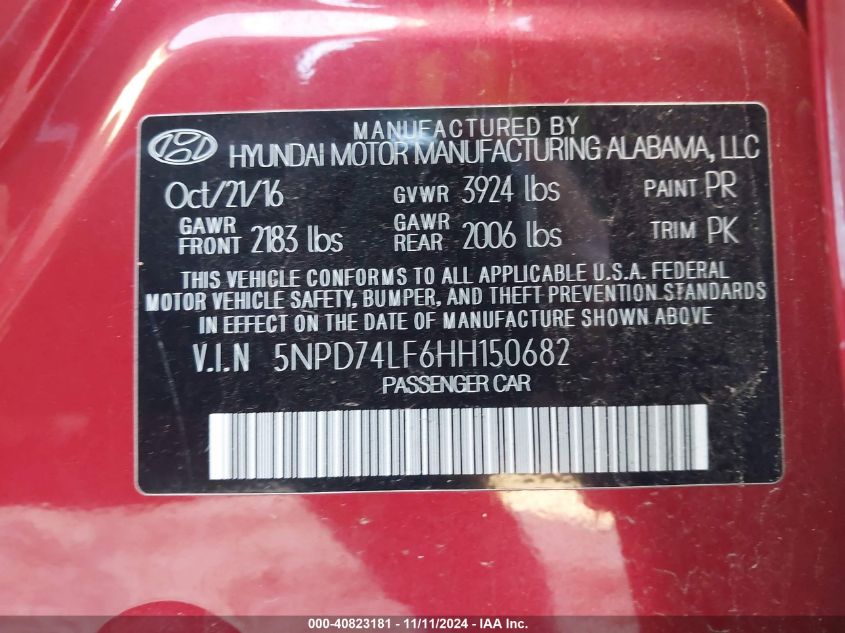 MANUFACTURED BY
HYUNDAI MOTOR MANUFACTURING ALABAMA, LLC
Oct/21/16 GVWR 3924 lbs PAINT PR
GAWR FRONT 2183 lbs GAWR REAR 2006 lbs TRIM PK
THIS VEHICLE CONFORMS TO ALL APPLICABLE U.S.A. FEDERAL
MOTOR VEHICLE SAFETY, BUMPER, AND THEFT PREVENTION STANDARDS
IN EFFECT ON THE DATE OF MANUFACTURE SHOWN ABOVE
V.I.N 5NPD74LF6HH150682
PASSENGER CAR
000-40823181 - 11/11/2024 - IAA Inc.